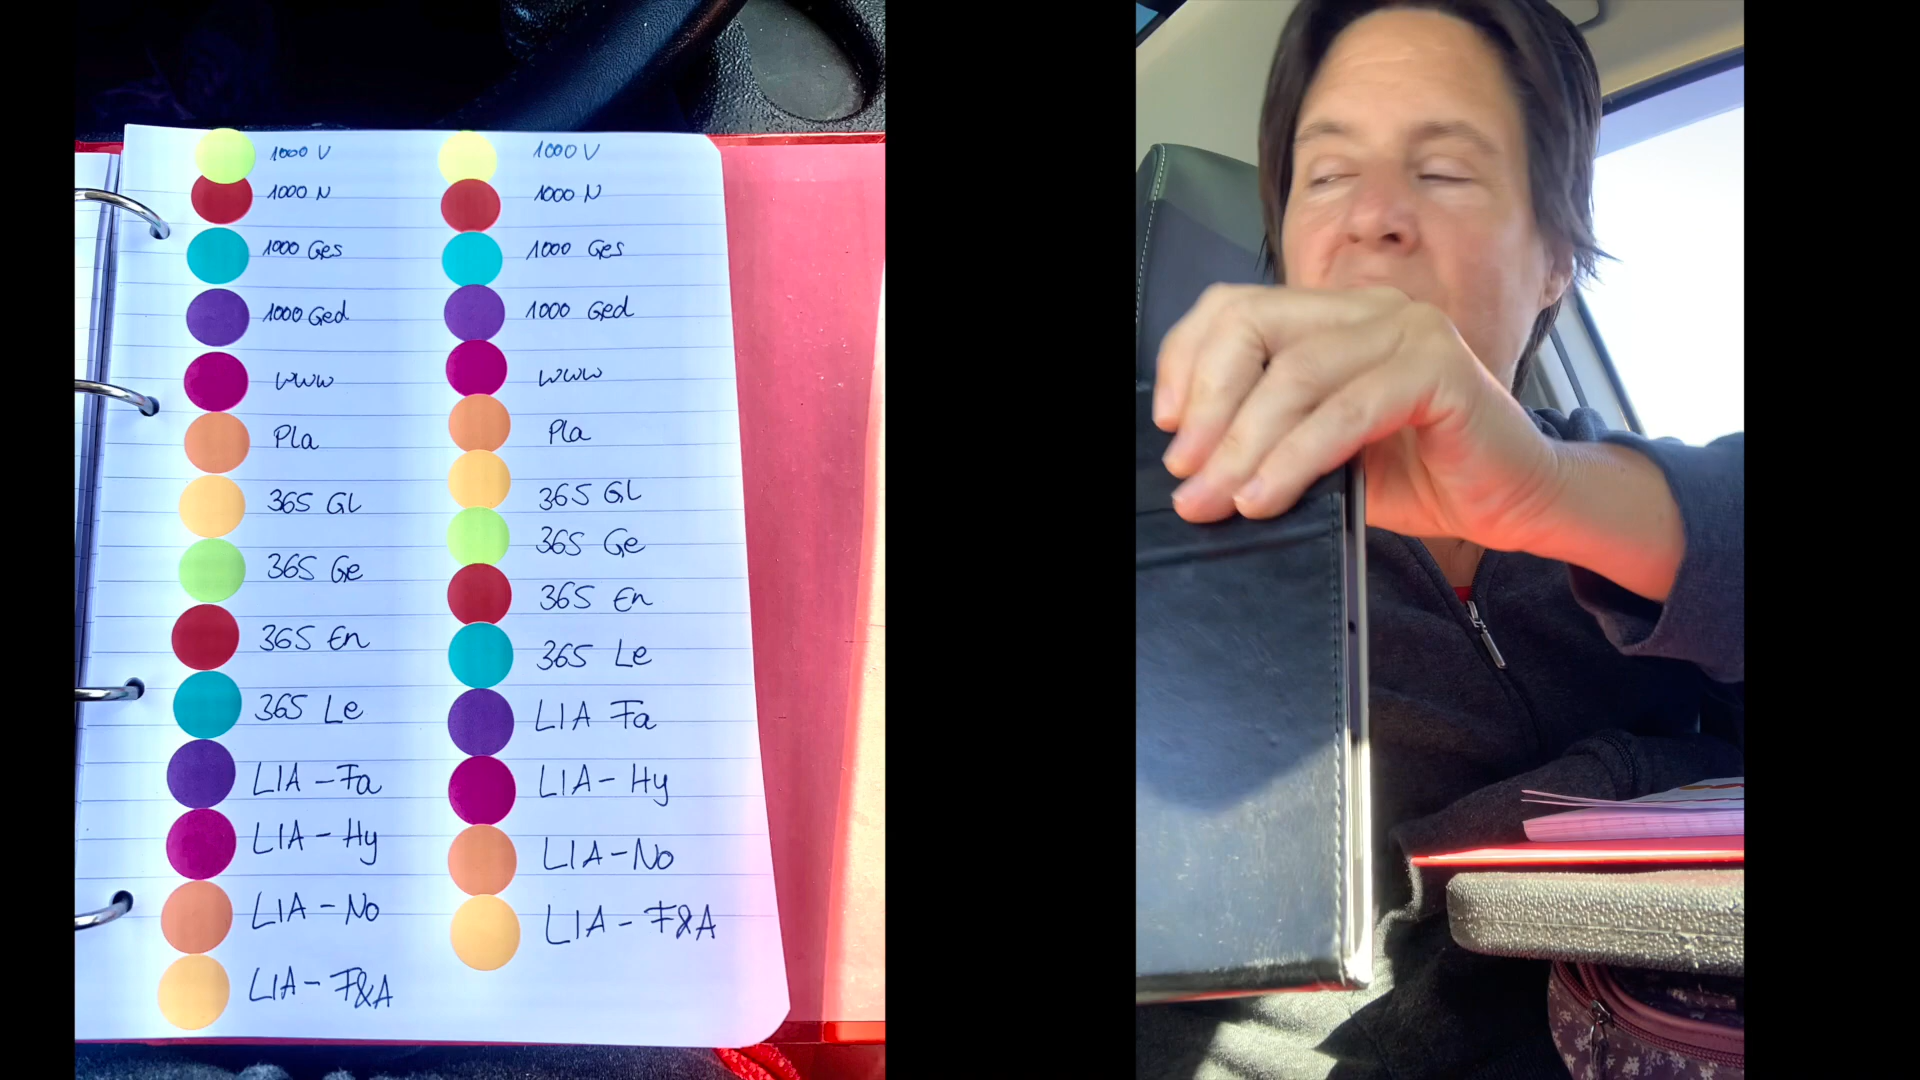 1000 V 1000 V
1000 N 1000 N
1000 Ges 1000 Ges
1000 Ged 1000 Ged
www www
Pla Pla
365 GL 365 GL
365 Ge 365 Ge
365 En 365 En
365 Le 365 Le
LIA - Fa LIA Fa
LIA - Hy LIA - Hy
LIA - No LIA - No
LIA - F&A LIA - F&A